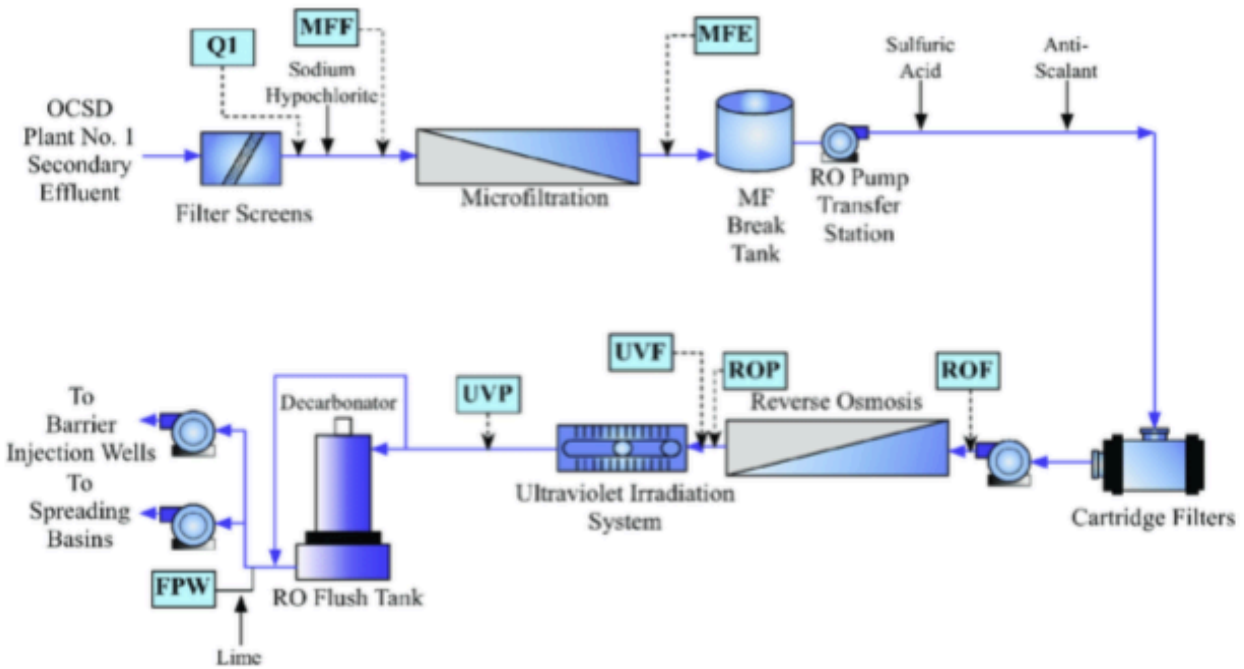 Q1
MFF
MFE
Sodium
Hypochlorite
Sulfuric
Acid
Anti-
Scalant
OCSD
Plant No. 1
Secondary
Effluent
Filter Screens
Microfiltration
MF
Break
Tank
RO Pump
Transfer
Station
UVF
ROP
ROF
UVP
Reverse Osmosis
Decarbonator
To
Barrier
Injection Wells
To
Spreading
Basins
Ultraviolet Irradiation
System
Cartridge Filters
FPW
RO Flush Tank
Lime